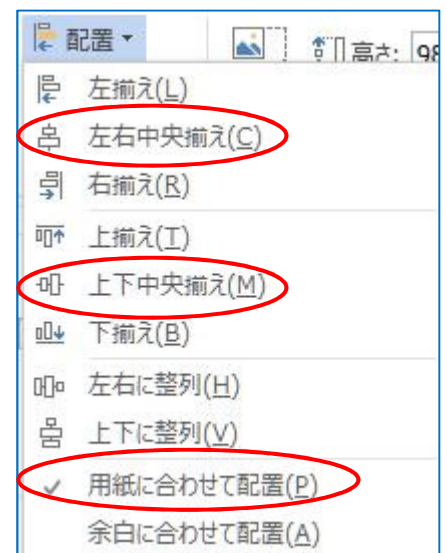 配置
高さ: 98
左揃え(L)
左右中央揃え(C)
右揃え(R)
上揃え(T)
上下中央揃え(M)
下揃え(B)
左右に整列(H)
上下に整列(V)
用紙に合わせて配置(P)
余白に合わせて配置(A)